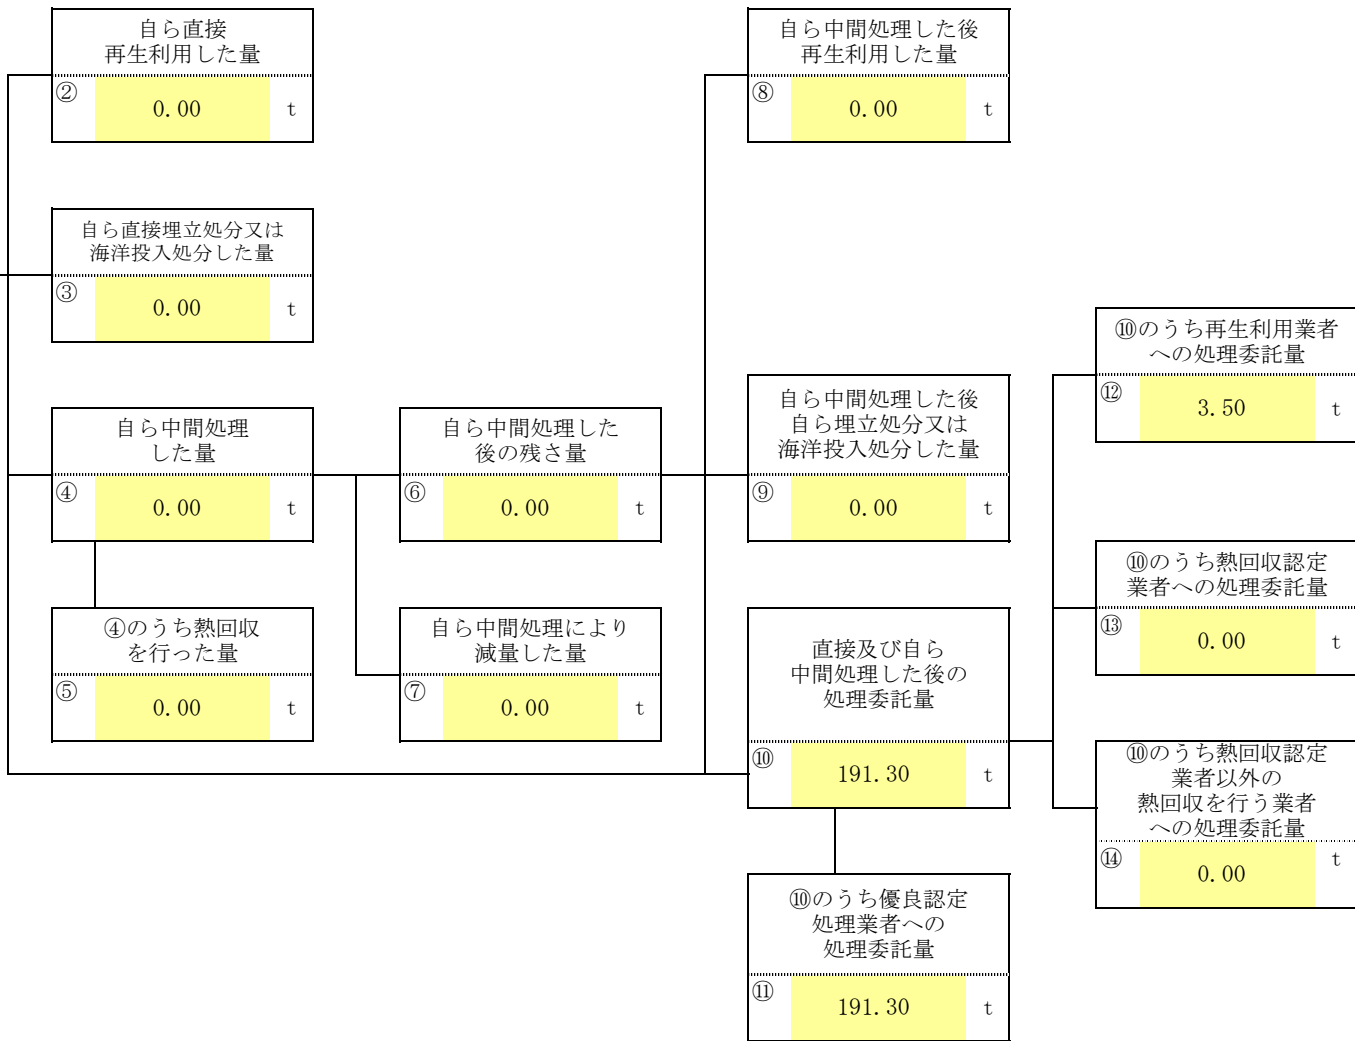 自ら直接
再生利用した量
②
0.00
t
自ら中間処理した後
再生利用した量
⑧
0.00
t
自ら直接埋立処分又は
海洋投入処分した量
③
0.00
t
⑩のうち再生利用業者
への処理委託量
⑫
3.50
t
自ら中間処理
した量
④
0.00
t
自ら中間処理した
後の残さ量
⑥
0.00
t
自ら中間処理した後
自ら埋立処分又は
海洋投入処分した量
⑨
0.00
t
⑩のうち熱回収認定
業者への処理委託量
⑬
0.00
t
④のうち熱回収
を行った量
⑤
0.00
t
自ら中間処理により
減量した量
⑦
0.00
t
直接及び自ら
中間処理した後の
処理委託量
⑩
191.30
t
⑩のうち熱回収認定
業者以外の
熱回収を行う業者
への処理委託量
⑭
0.00
t
⑩のうち優良認定
処理業者への
処理委託量
⑪
191.30
t